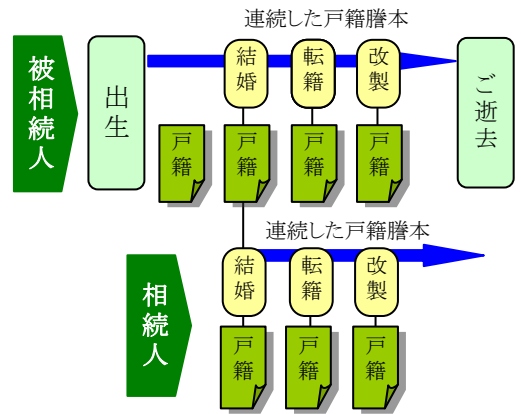 連続した戸籍謄本
被相続人
出生
結婚
転籍
改製
ご逝去
戸籍
戸籍
戸籍
戸籍
連続した戸籍謄本
相続人
結婚
転籍
改製
戸籍
戸籍
戸籍